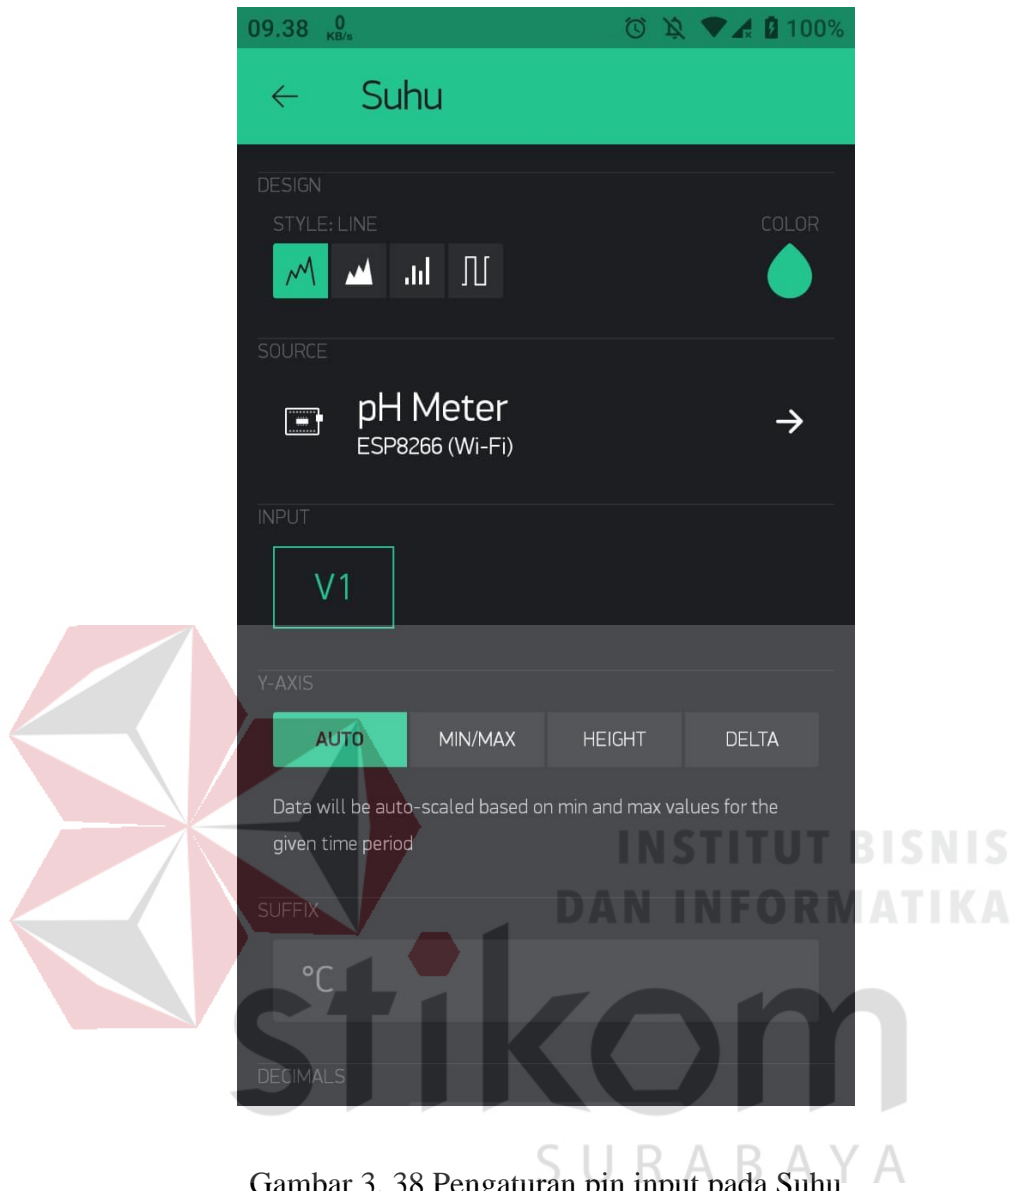 09.38 0 KB/s 100%
Suhu
DESIGN
STYLE: LINE COLOR
SOURCE
pH Meter
ESP8266 (Wi-Fi)
INPUT
V1
Y-AXIS
AUTO MIN/MAX HEIGHT DELTA
Data will be auto-scaled based on min and max values for the
given time period
INSTITUT BISNIS
DAN INFORMATIKA
SUFFIX
°C
stikom
DECIMALS
SURABAYA
Gambar 3. 38 Pengaturan pin input pada Suhu